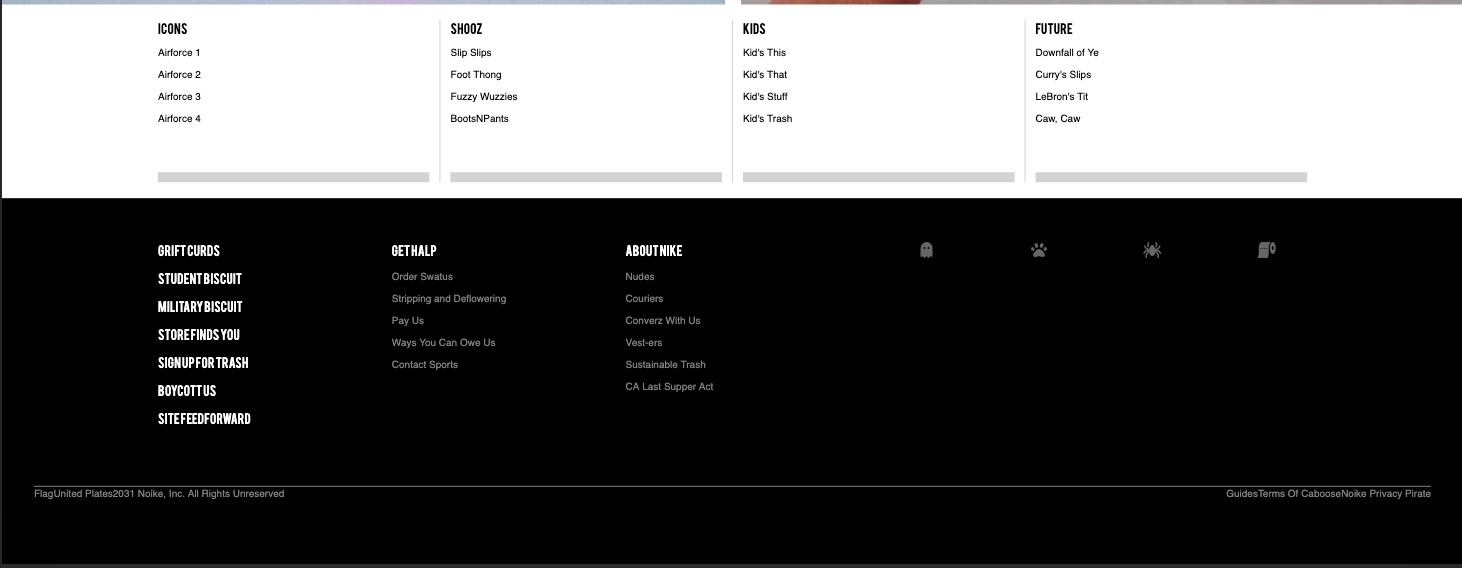 ICONS
Airforce 1
Airforce 2
Airforce 3
Airforce 4
SHOOZ
Slip Slips
Foot Thong
Fuzzy Wuzzies
BootsNPants
KIDS
Kid's This
Kid's That
Kid's Stuff
Kid's Trash
FUTURE
Downfall of Ye
Curry's Slips
LeBron's Tit
Caw, Caw
GRIFT CURDS
STUDENT BISCUIT
MILITARY BISCUIT
STORE FINDS YOU
SIGN UP FOR TRASH
BOYCOTT US
SITE FEEDFORWARD
GET HALP
Order Swatus
Stripping and Deflowering
Pay Us
Ways You Can Owe Us
Contact Sports
ABOUT NIKE
Nudes
Couriers
Converz With Us
Vest-ers
Sustainable Trash
CA Last Supper Act
FlagUnited Plates2031 Noike, Inc. All Rights Unreserved
GuidesTerms Of CabooseNoike Privacy Pirate